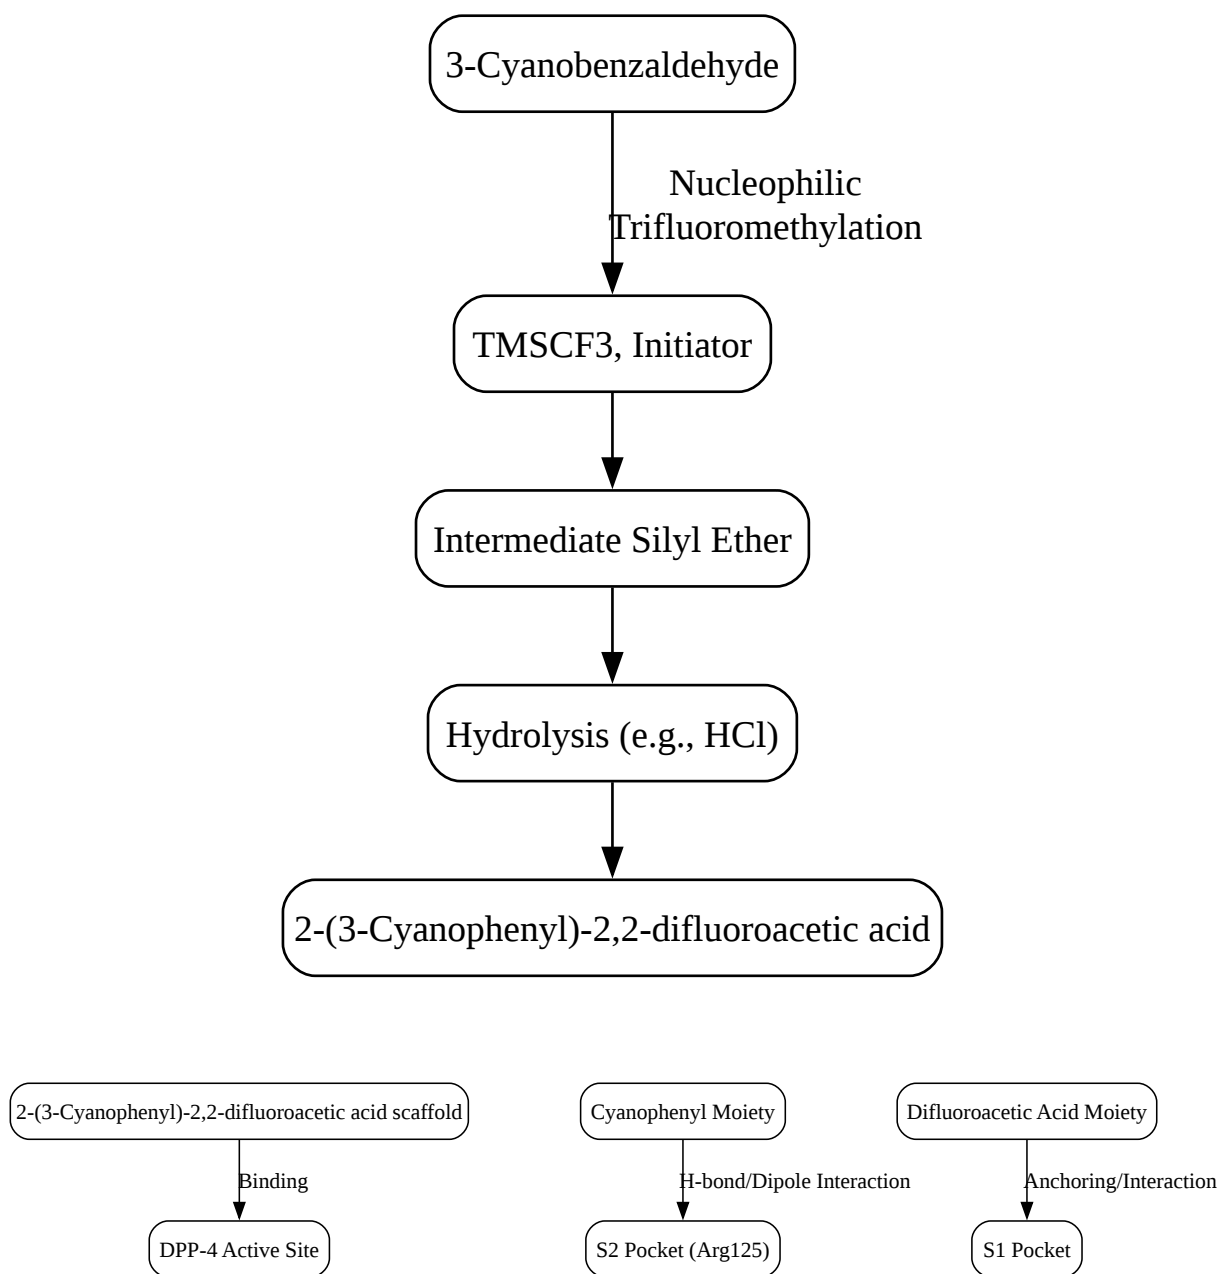 3-Cyanobenzaldehyde
Nucleophilic
Trifluoromethylation
TMSCF3, Initiator
Intermediate Silyl Ether
Hydrolysis (e.g., HCl)
2-(3-Cyanophenyl)-2,2-difluoroacetic acid
2-(3-Cyanophenyl)-2,2-difluoroacetic acid scaffold
Cyanophenyl Moiety
Difluoroacetic Acid Moiety
Binding
H-bond/Dipole Interaction
Anchoring/Interaction
DPP-4 Active Site
S2 Pocket (Arg125)
S1 Pocket